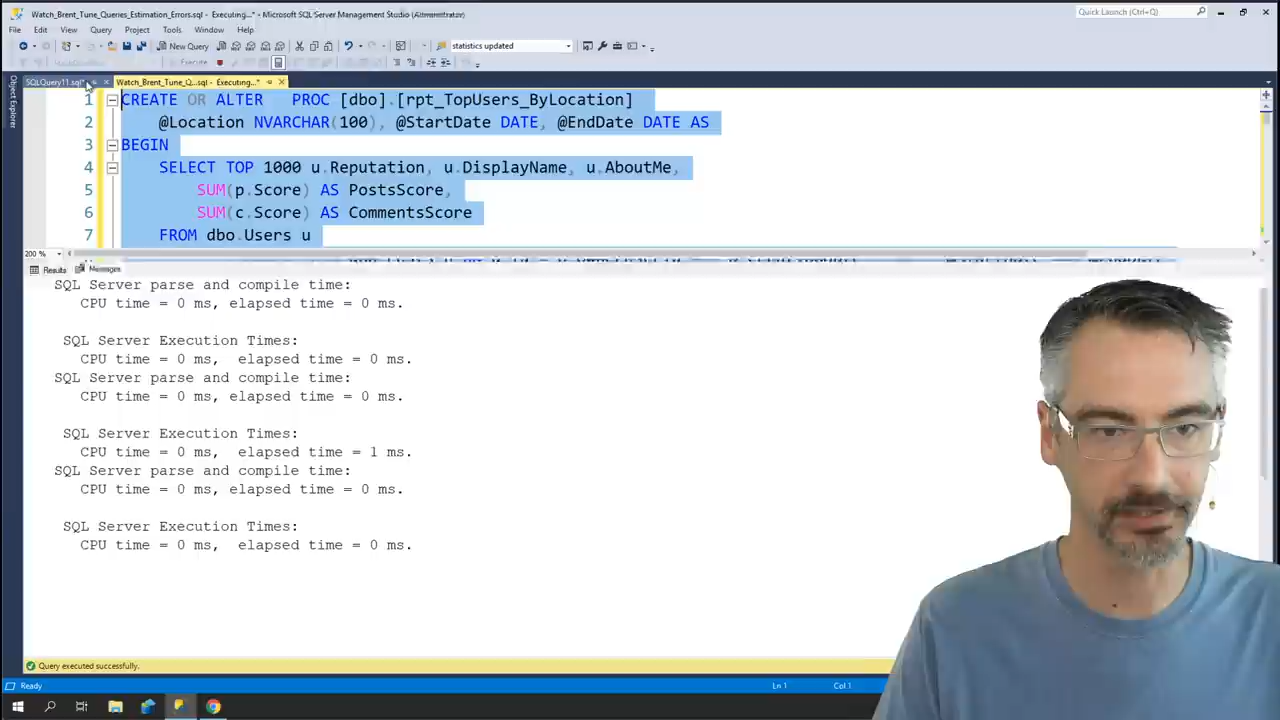 Watch_Brent_Tune_Queries_Estimation_Errors.sql - Executing...* - Microsoft SQL Server Management Studio (Administrator)
Quick Launch (Ctrl+Q)
File Edit View Query Project Tools Window Help
New Query
statistics updated
Execute
SQLQuery11.sql*
Watch_Brent_Tune_Q...sql - Executing...*
Object Explorer
1 CREATE OR ALTER PROC [dbo].[rpt_TopUsers_ByLocation]
2 @Location NVARCHAR(100), @StartDate DATE, @EndDate DATE AS
3 BEGIN
4 SELECT TOP 1000 u.Reputation, u.DisplayName, u.AboutMe,
5 SUM(p.Score) AS PostsScore,
6 SUM(c.Score) AS CommentsScore
7 FROM dbo.Users u
200 %
Results Messages
SQL Server parse and compile time:
CPU time = 0 ms, elapsed time = 0 ms.
SQL Server Execution Times:
CPU time = 0 ms, elapsed time = 0 ms.
SQL Server parse and compile time:
CPU time = 0 ms, elapsed time = 0 ms.
SQL Server Execution Times:
CPU time = 0 ms, elapsed time = 1 ms.
SQL Server parse and compile time:
CPU time = 0 ms, elapsed time = 0 ms.
SQL Server Execution Times:
CPU time = 0 ms, elapsed time = 0 ms.
Query executed successfully.
Ready
Ln 1
Col 1